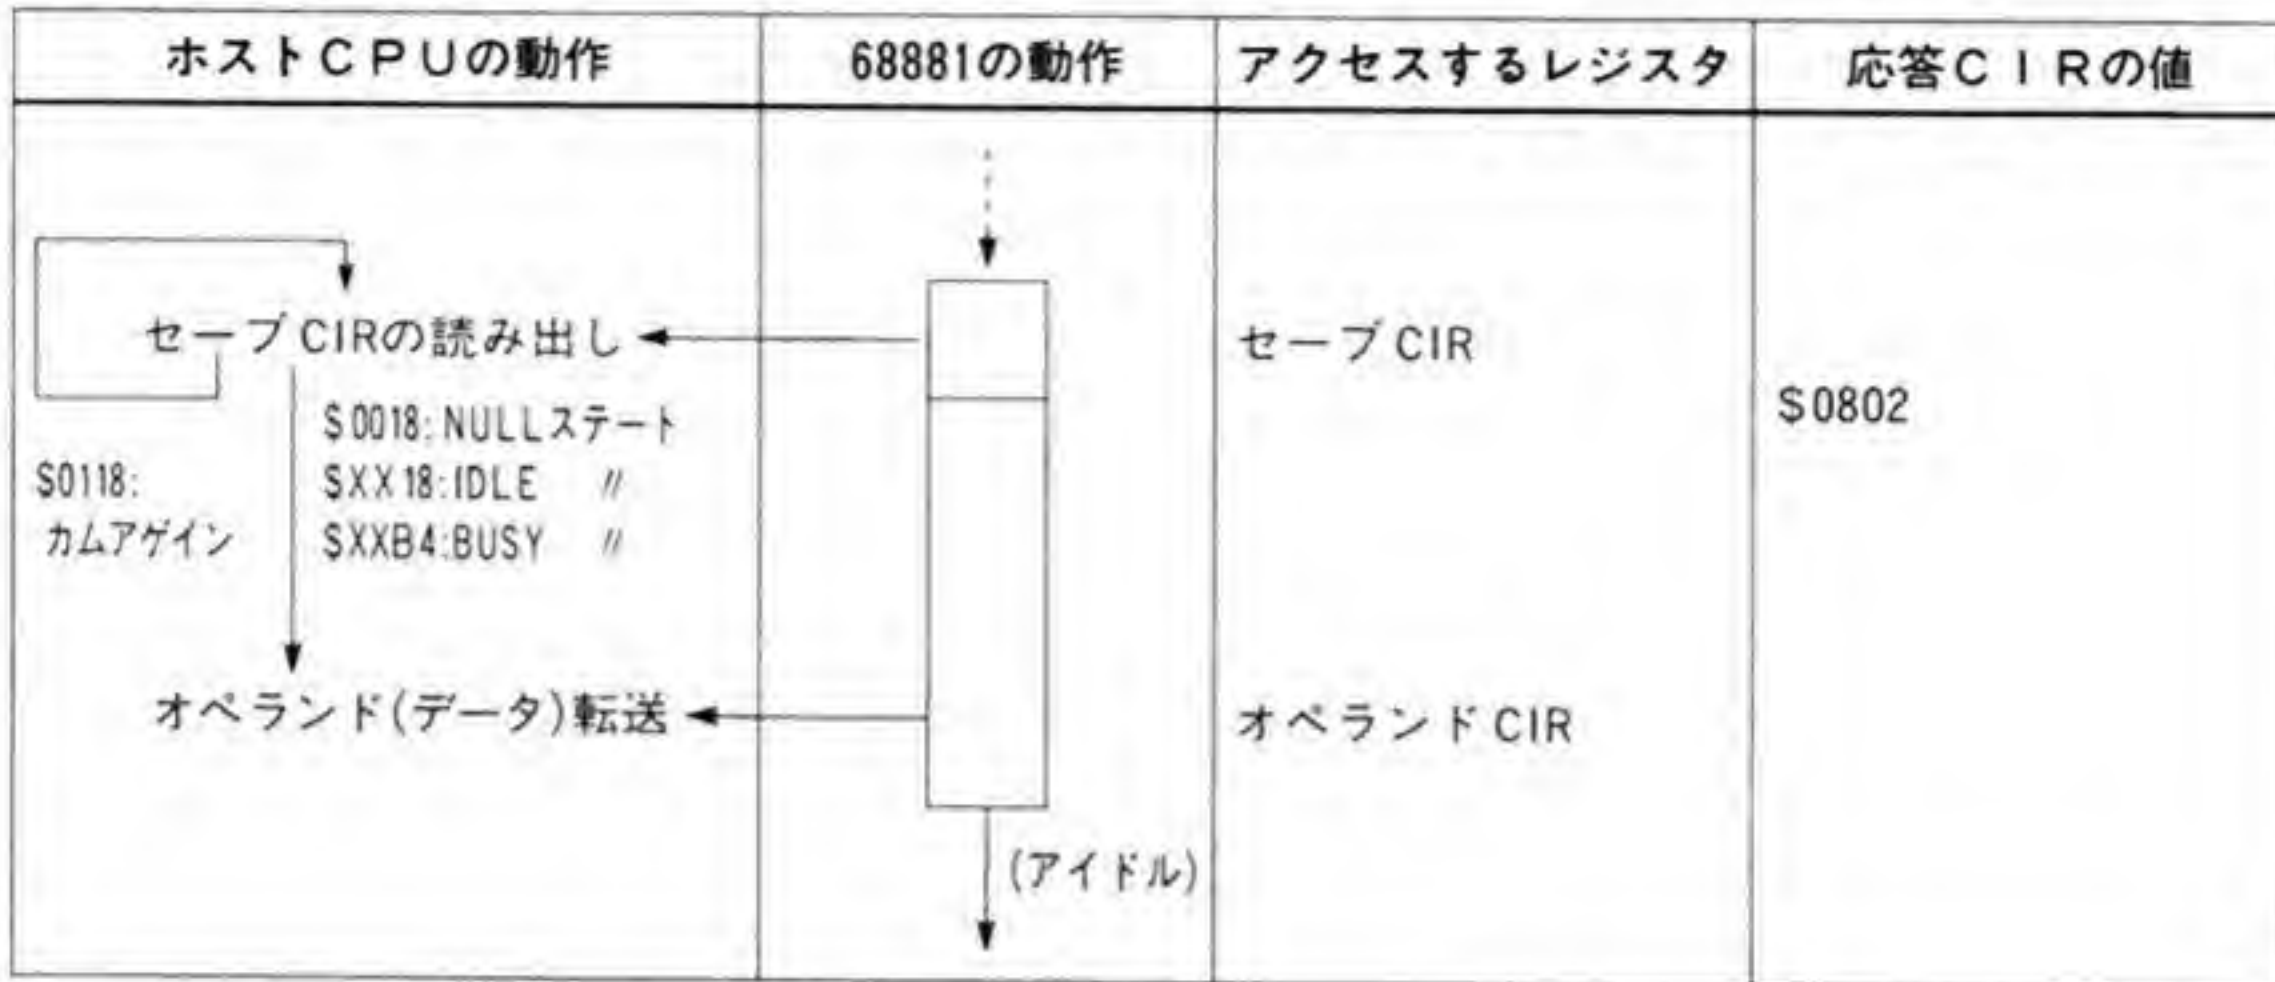 ホストCPUの動作 68881の動作 アクセスするレジスタ 応答CIRの値
セーブCIRの読み出し セーブCIR
$0802
$0018:NULLステート
$0118: $XX18:IDLE 〃
カムアゲイン $XXB4:BUSY 〃
オペランド(データ)転送 オペランドCIR
(アイドル)